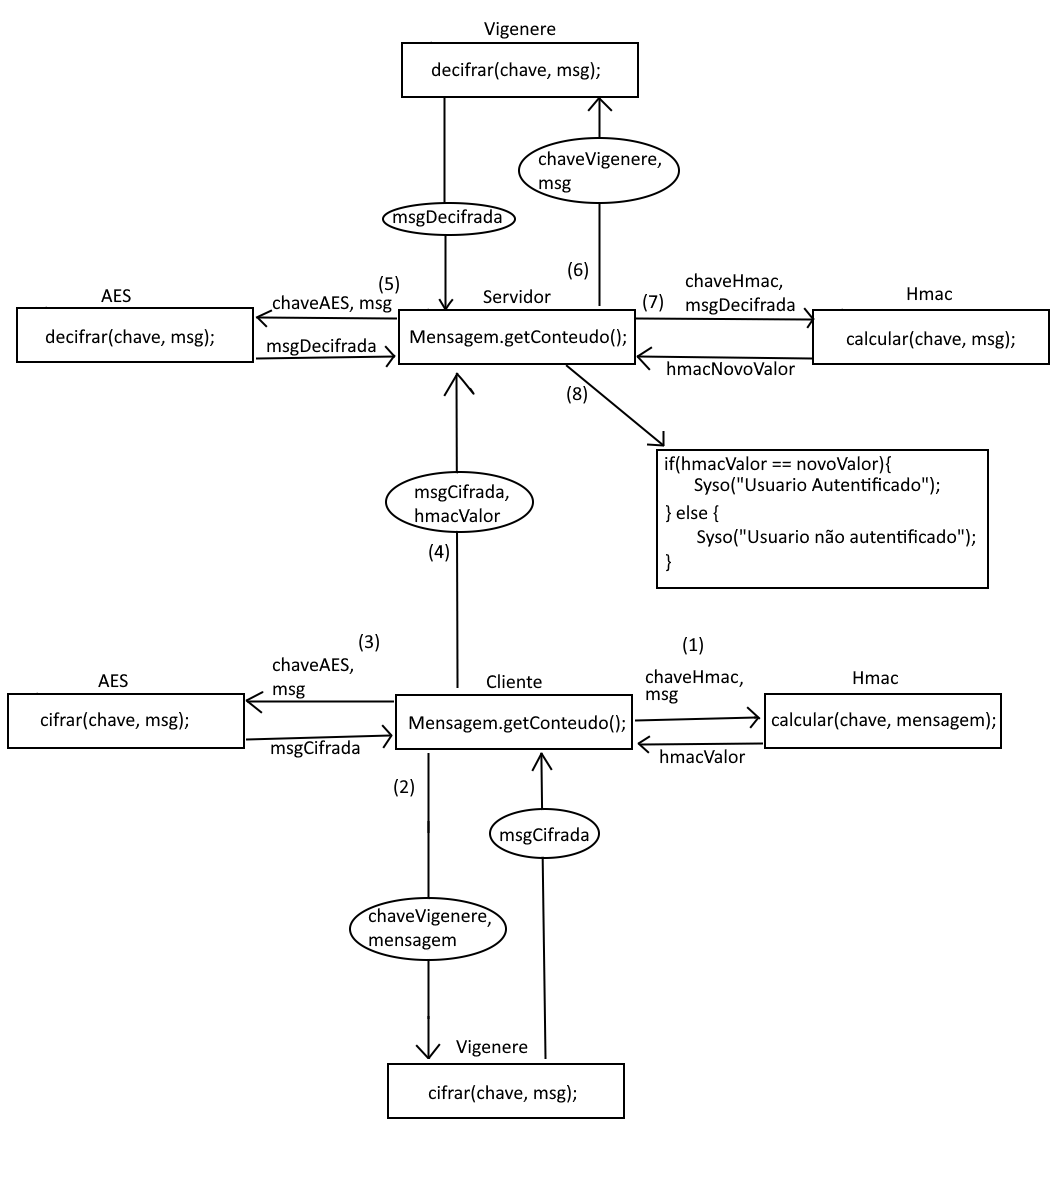 Vigenere
decifrar(chave, msg);
chaveVigenere,
msg
msgDecifrada
(6)
(5)
AES
chaveAES, msg
decifrar(chave, msg);
msgDecifrada
Servidor
Mensagem.getConteudo();
(7)
chaveHmac,
msgDecifrada
Hmac
calcular(chave, msg);
hmacNovoValor
(8)
if(hmacValor == novoValor){
Syso("Usuario Autentificado");
} else {
Syso("Usuario não autentificado");
}
msgCifrada,
hmacValor
(4)
(3)
chaveAES,
msg
AES
cifrar(chave, msg);
msgCifrada
Cliente
Mensagem.getConteudo();
(1)
chaveHmac,
msg
Hmac
calcular(chave, mensagem);
hmacValor
(2)
msgCifrada
chaveVigenere,
mensagem
Vigenere
cifrar(chave, msg);